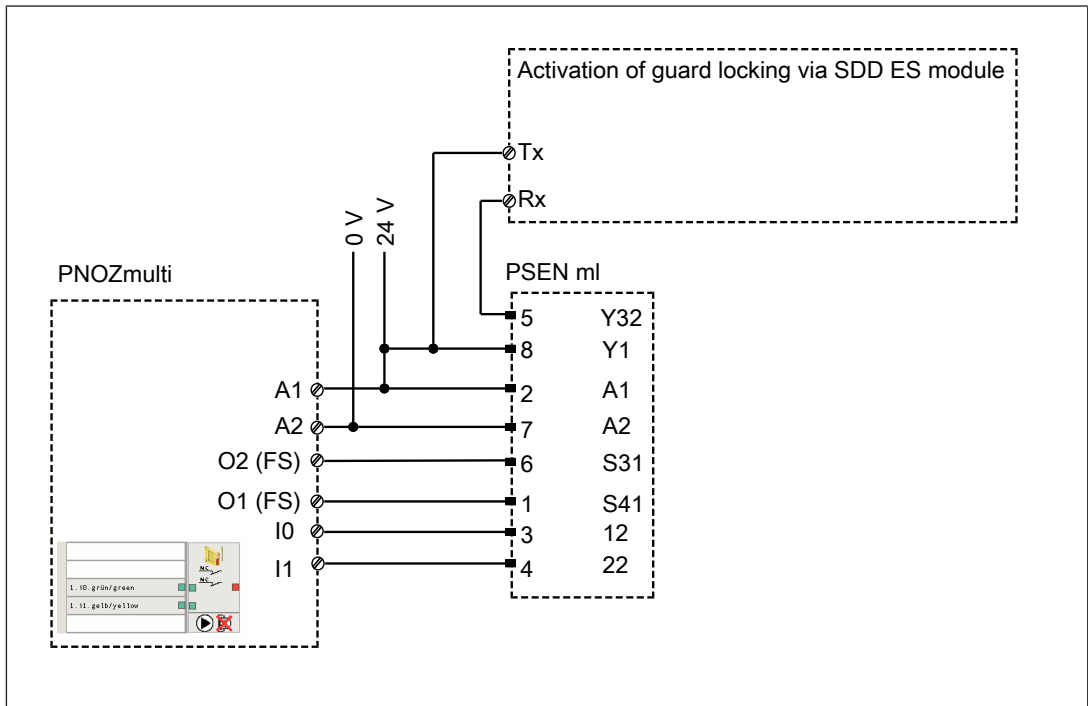 Activation of guard locking via SDD ES module
Tx
Rx
0 V
24 V
PNOZmulti
PSEN ml
5 Y32
8 Y1
A1 2 A1
A2 7 A2
O2 (FS) 6 S31
O1 (FS) 1 S41
I0 3 12
I1 4 22
NC
NC
1.i0.grün/green
1.i1.gelb/yellow